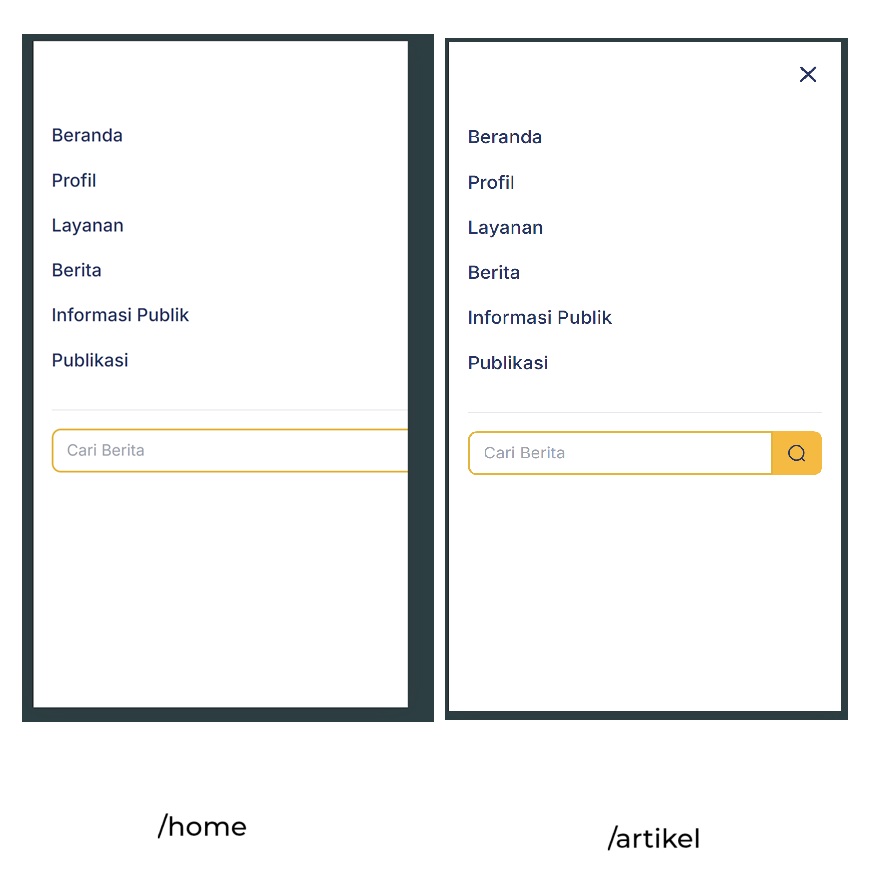 Beranda
Profil
Layanan
Berita
Informasi Publik
Publikasi
Cari Berita
/home
Beranda
Profil
Layanan
Berita
Informasi Publik
Publikasi
Cari Berita
/artikel